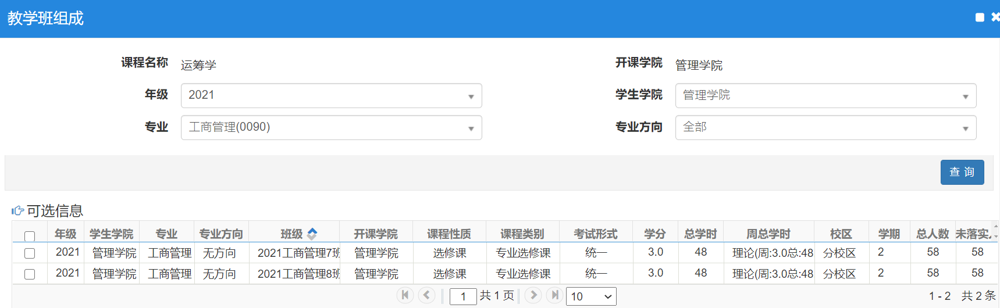 教学班组成
课程名称 运筹学 开课学院 管理学院
年级 2021 学生学院 管理学院
专业 工商管理(0090) 专业方向 全部
查 询
可选信息
年级 学生学院 专业 专业方向 班级 开课学院 课程性质 课程类别 考试形式 学分 总学时 周总学时 校区 学期 总人数 未落实
2021 管理学院 工商管理 无方向 2021工商管理7班 管理学院 选修课 专业选修课 统一 3.0 48 理论(周:3.0总:48 分校区 2 58 58
2021 管理学院 工商管理 无方向 2021工商管理8班 管理学院 选修课 专业选修课 统一 3.0 48 理论(周:3.0总:48 分校区 2 58 58
1 共 1 页 10 1 - 2 共 2 条